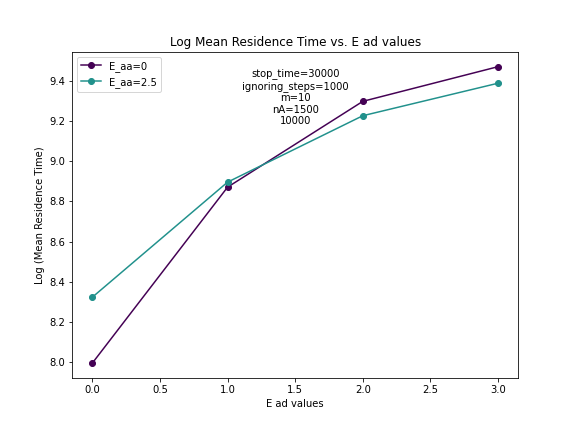 Log Mean Residence Time vs. E ad values
E_aa=0
E_aa=2.5
stop_time=30000
ignoring_steps=1000
m=10
nA=1500
10000
Log (Mean Residence Time)
9.4
9.2
9.0
8.8
8.6
8.4
8.2
8.0
0.0
0.5
1.0
1.5
2.0
2.5
3.0
E ad values